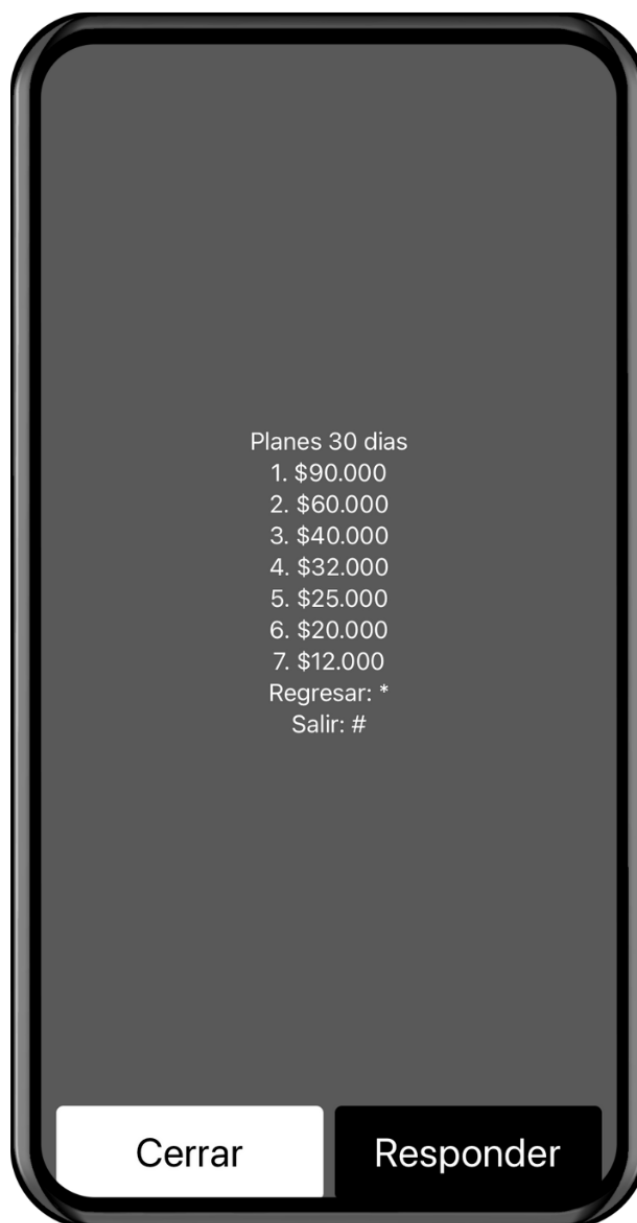 Planes 30 dias
1. $90.000
2. $60.000
3. $40.000
4. $32.000
5. $25.000
6. $20.000
7. $12.000
Regresar: *
Salir: #
Cerrar
Responder